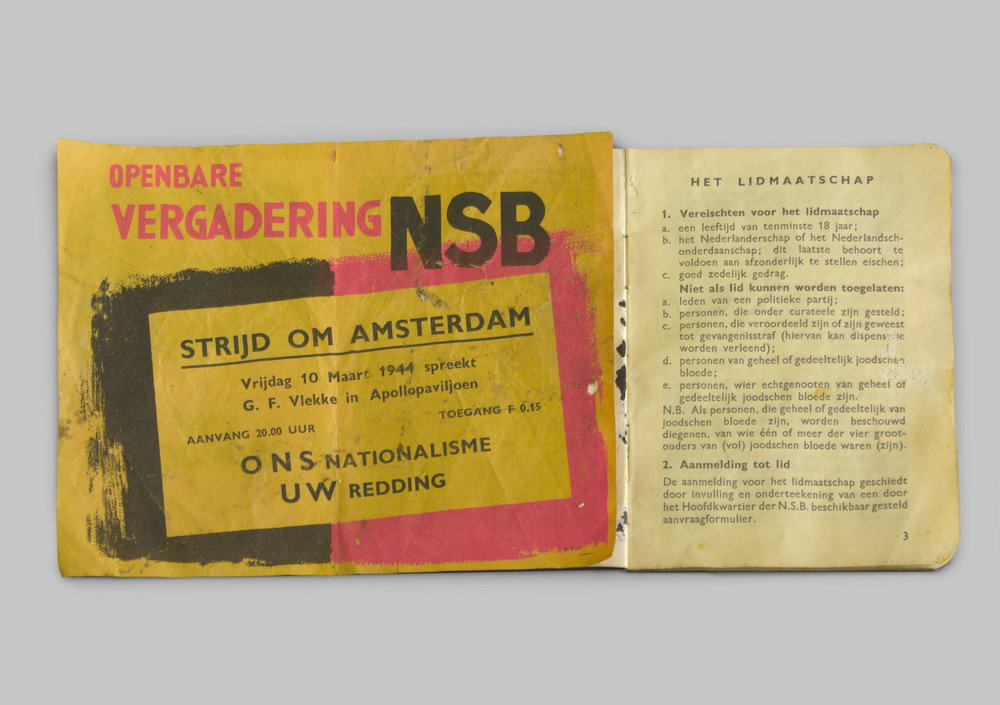 OPENBARE
VERGADERING NSB
STRIJD OM AMSTERDAM
Vrijdag 10 Maart 1944 spreekt
G. F. Vlekke in Apollopaviljoen
AANVANG 20.00 UUR
TOEGANG F 0.15
ONS NATIONALISME
UW REDDING
HET LIDMAATSCHAP
1. Vereischten voor het lidmaatschap
a. een leeftijd van tenminste 18 jaar;
b. het Nederlanderschap of het Nederlandsch-
onderdaanschap; dit laatste behoort te
voldoen aan afzonderlijk te stellen eischen;
c. goed zedelijk gedrag.
Niet als lid kunnen worden toegelaten:
a. leden van een politieke partij;
b. personen, die onder curateele zijn gesteld;
c. personen, die veroordeeld zijn of zijn geweest
tot gevangenisstraf (hiervan kan dispensatie
worden verleend);
d. personen van geheel of gedeeltelijk joodschen
bloede;
e. personen, wier echtgenooten van geheel of
gedeeltelijk joodschen bloede zijn.
N.B. Als personen, die geheel of gedeeltelijk van
joodschen bloede zijn, worden beschouwd
diegenen, van wie één of meer der vier groot-
ouders van (vol) joodschen bloede waren (zijn).
2. Aanmelding tot lid
De aanmelding voor het lidmaatschap geschiedt
door invulling en onderteekening van een door
het Hoofdkwartier der N.S.B. beschikbaar gesteld
aanvraagformulier.
3